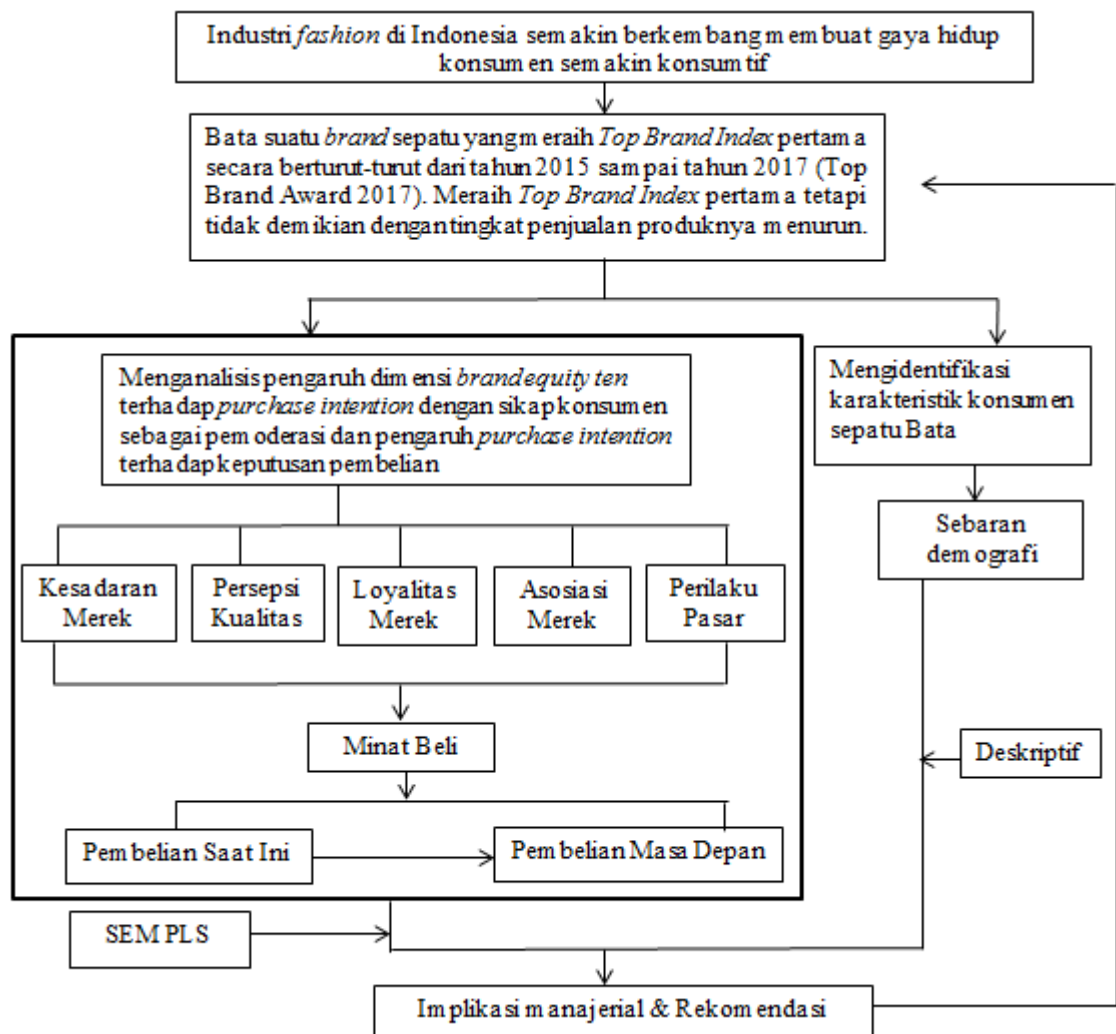 Industri fashion di Indonesia semakin berkembang membuat gaya hidup
konsumen semakin konsumtif
Bata suatu brand sepatu yang meraih Top Brand Index pertama
secara berturut-turut dari tahun 2015 sampai tahun 2017 (Top
Brand Award 2017). Meraih Top Brand Index pertama tetapi
tidak demikian dengan tingkat penjualan produknya menurun.
Menganalisis pengaruh dimensi brand equity ten
terhadap purchase intention dengan sikap konsumen
sebagai pemoderasi dan pengaruh purchase intention
terhadap keputusan pembelian
Mengidentifikasi
karakteristik konsumen
sepatu Bata
Sebaran
demografi
Kesadaran
Merek
Persepsi
Kualitas
Loyalitas
Merek
Asosiasi
Merek
Perilaku
Pasar
Minat Beli
Deskriptif
Pembelian Saat Ini
Pembelian Masa Depan
SEM PLS
Implikasi manajerial & Rekomendasi